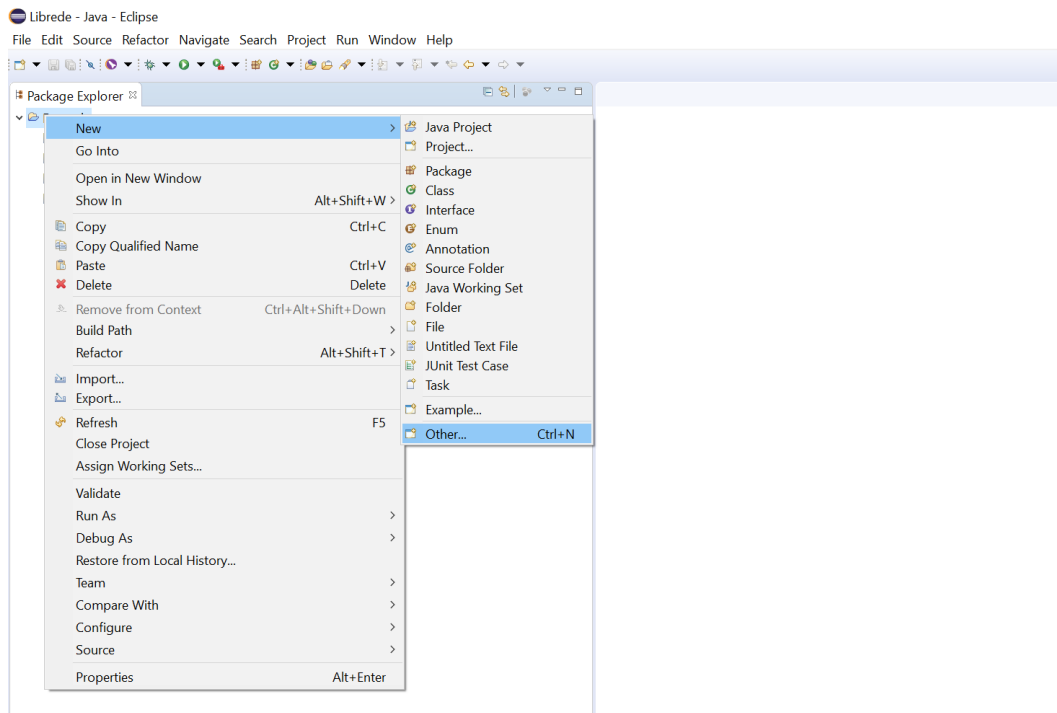 Librede - Java - Eclipse
File Edit Source Refactor Navigate Search Project Run Window Help
Package Explorer
New
Go Into
Open in New Window
Show In Alt+Shift+W
Copy Ctrl+C
Copy Qualified Name
Paste Ctrl+V
Delete Delete
Remove from Context Ctrl+Alt+Shift+Down
Build Path
Refactor Alt+Shift+T
Import...
Export...
Refresh F5
Close Project
Assign Working Sets...
Validate
Run As
Debug As
Restore from Local History...
Team
Compare With
Configure
Source
Properties Alt+Enter
Java Project
Project...
Package
Class
Interface
Enum
Annotation
Source Folder
Java Working Set
Folder
File
Untitled Text File
JUnit Test Case
Task
Example...
Other... Ctrl+N